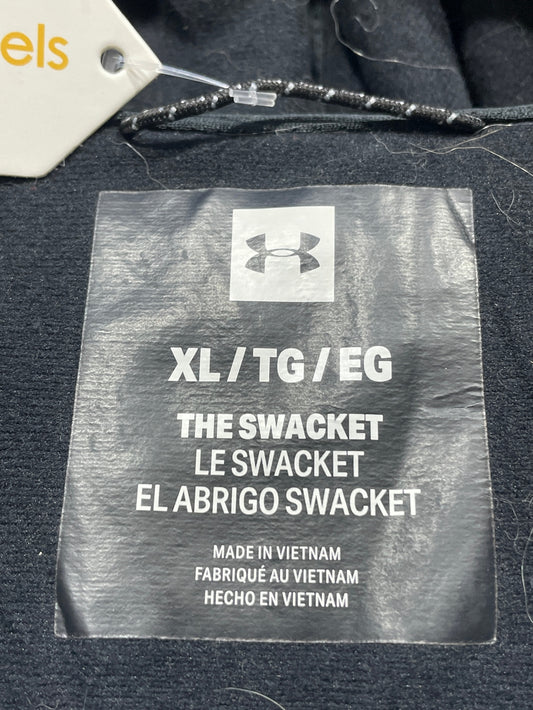 els
XL / TG / EG
THE SWACKET
LE SWACKET
EL ABRIGO SWACKET
MADE IN VIETNAM
FABRIQUÉ AU VIETNAM
HECHO EN VIETNAM